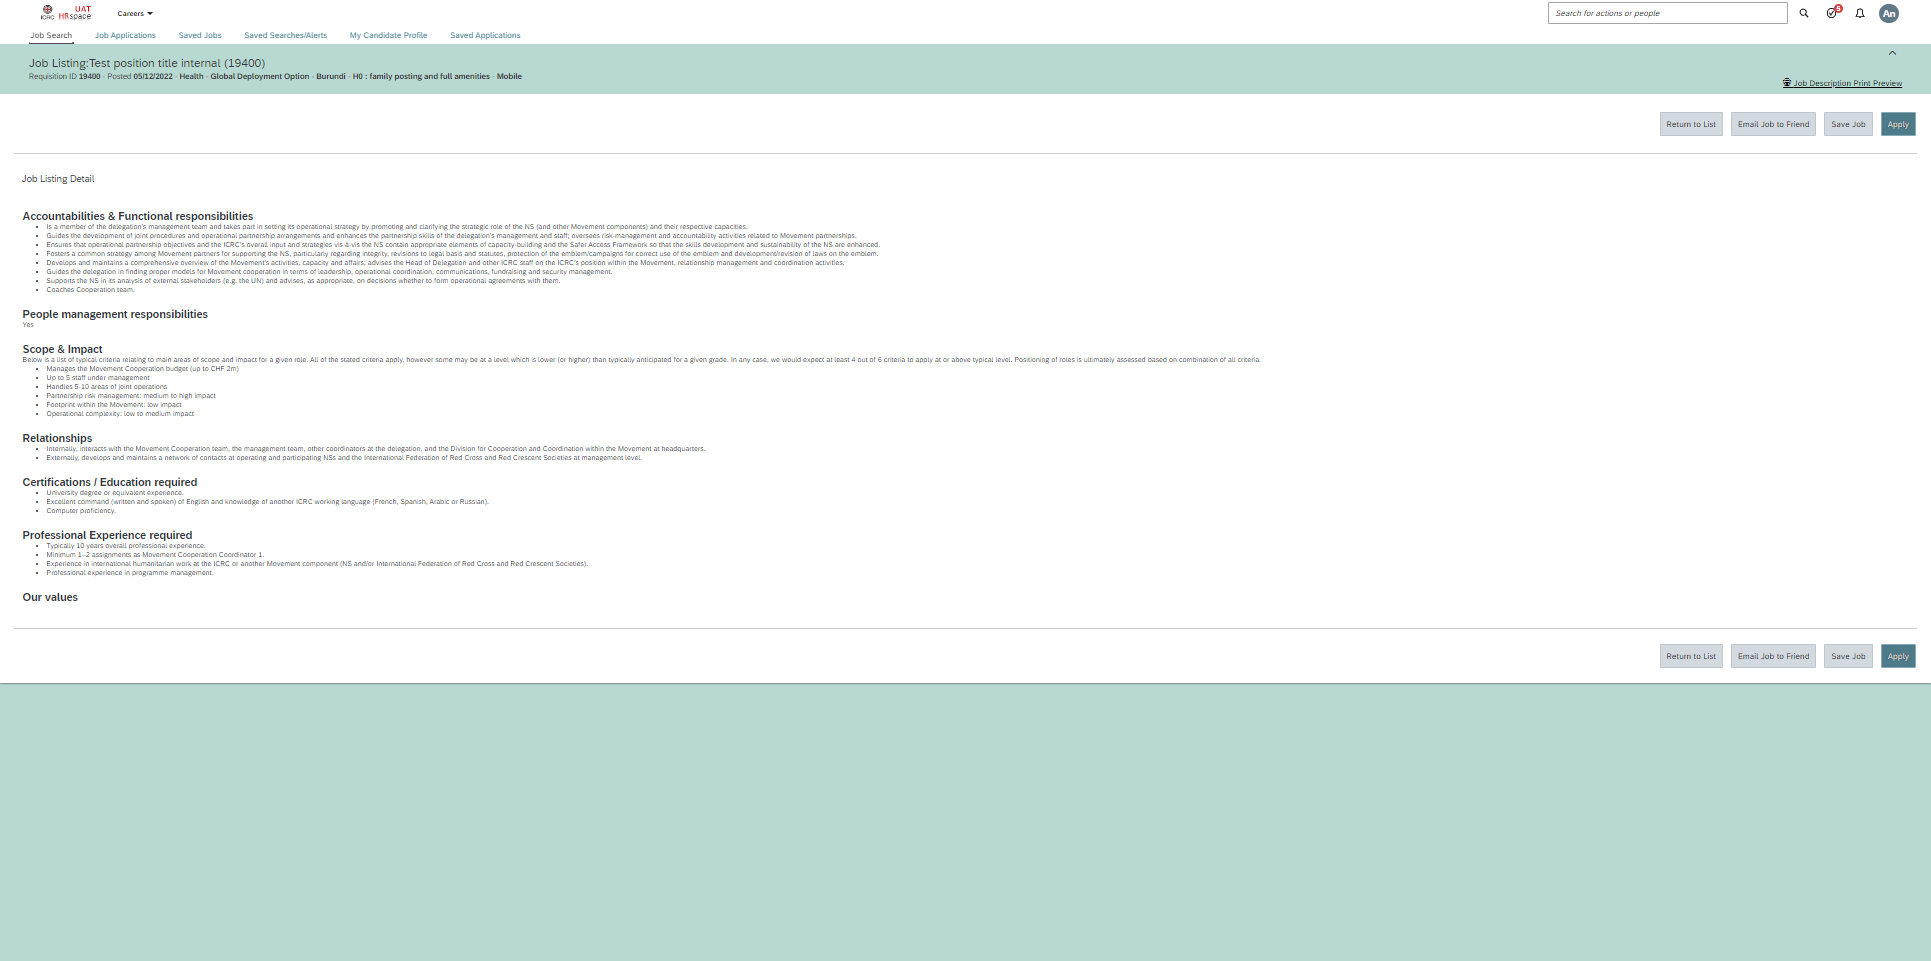 ICRC
UAT
HRspace
Careers
Search for actions or people
5
An
Job Search
Job Applications
Saved Jobs
Saved Searches/Alerts
My Candidate Profile
Saved Applications
Job Listing:Test position title internal (19400)
Requisition ID 19400 - Posted 05/12/2022 - Health - Global Deployment Option - Burundi - H0 : family posting and full amenities - Mobile
Job Description Print Preview
Return to List
Email Job to Friend
Save Job
Apply
Job Listing Detail
Accountabilities & Functional responsibilities
• Is a member of the delegation's management team and takes part in setting its operational strategy by promoting and clarifying the strategic role of the NS (and other Movement components) and their respective capacities.
• Guides the development of joint procedures and operational partnership arrangements and enhances the partnership skills of the delegation's management and staff; oversees risk-management and accountability activities related to Movement partnerships.
• Ensures that operational partnership objectives and the ICRC's overall input and strategies vis-à-vis the NS contain appropriate elements of capacity-building and the Safer Access Framework so that the skills development and sustainability of the NS are enhanced.
• Fosters a common strategy among Movement partners for supporting the NS, particularly regarding integrity, revisions to legal basis and statutes, protection of the emblem/campaigns for correct use of the emblem and development/revision of laws on the emblem.
• Develops and maintains a comprehensive overview of the Movement's activities, capacity and affairs; advises the Head of Delegation and other ICRC staff on the ICRC's position within the Movement, relationship management and coordination activities.
• Guides the delegation in finding proper models for Movement cooperation in terms of leadership, operational coordination, communications, fundraising and security management.
• Supports the NS in its analysis of external stakeholders (e.g. the UN) and advises, as appropriate, on decisions whether to form operational agreements with them.
• Coaches Cooperation team.
People management responsibilities
Yes
Scope & Impact
Below is a list of typical criteria relating to main areas of scope and impact for a given role. All of the stated criteria apply, however some may be at a level which is lower (or higher) than typically anticipated for a given grade. In any case, we would expect at least 4 out of 6 criteria to apply at or above typical level. Positioning of roles is ultimately assessed based on combination of all criteria.
• Manages the Movement Cooperation budget (up to CHF 2m)
• Up to 5 staff under management
• Handles 5-10 areas of joint operations
• Partnership risk management: medium to high impact
• Footprint within the Movement: low impact
• Operational complexity: low to medium impact
Relationships
• Internally, interacts with the Movement Cooperation team, the management team, other coordinators at the delegation, and the Division for Cooperation and Coordination within the Movement at headquarters.
• Externally, develops and maintains a network of contacts at operating and participating NSs and the International Federation of Red Cross and Red Crescent Societies at management level.
Certifications / Education required
• University degree or equivalent experience.
• Excellent command (written and spoken) of English and knowledge of another ICRC working language (French, Spanish, Arabic or Russian).
• Computer proficiency.
Professional Experience required
• Typically 10 years overall professional experience.
• Minimum 1-2 assignments as Movement Cooperation Coordinator 1.
• Experience in international humanitarian work at the ICRC or another Movement component (NS and/or International Federation of Red Cross and Red Crescent Societies).
• Professional experience in programme management.
Our values
Return to List
Email Job to Friend
Save Job
Apply